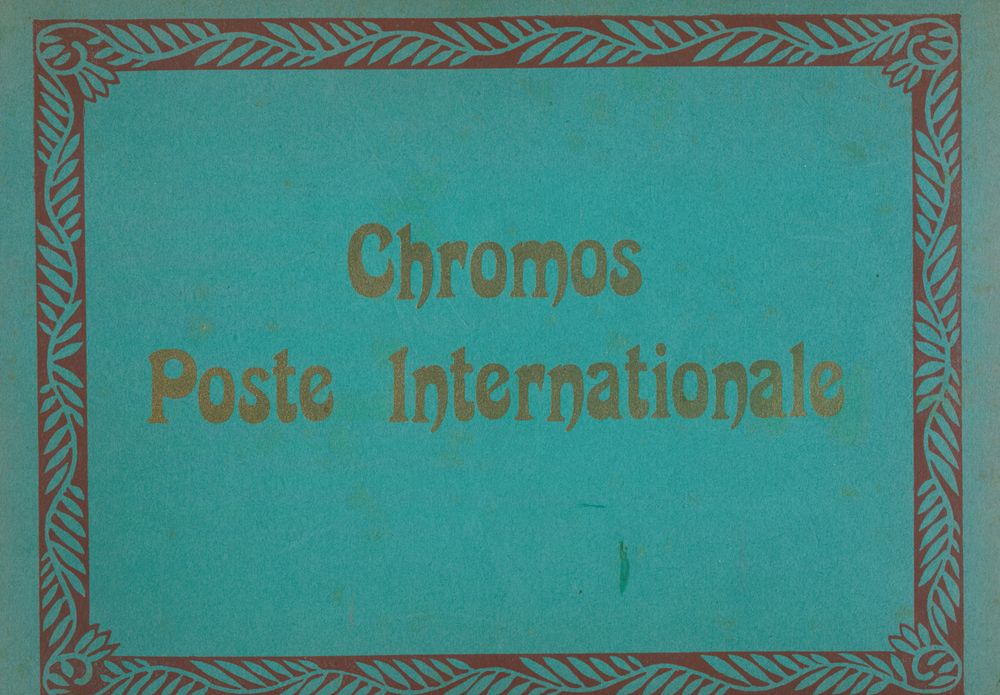 Chromos
Poste Internationale